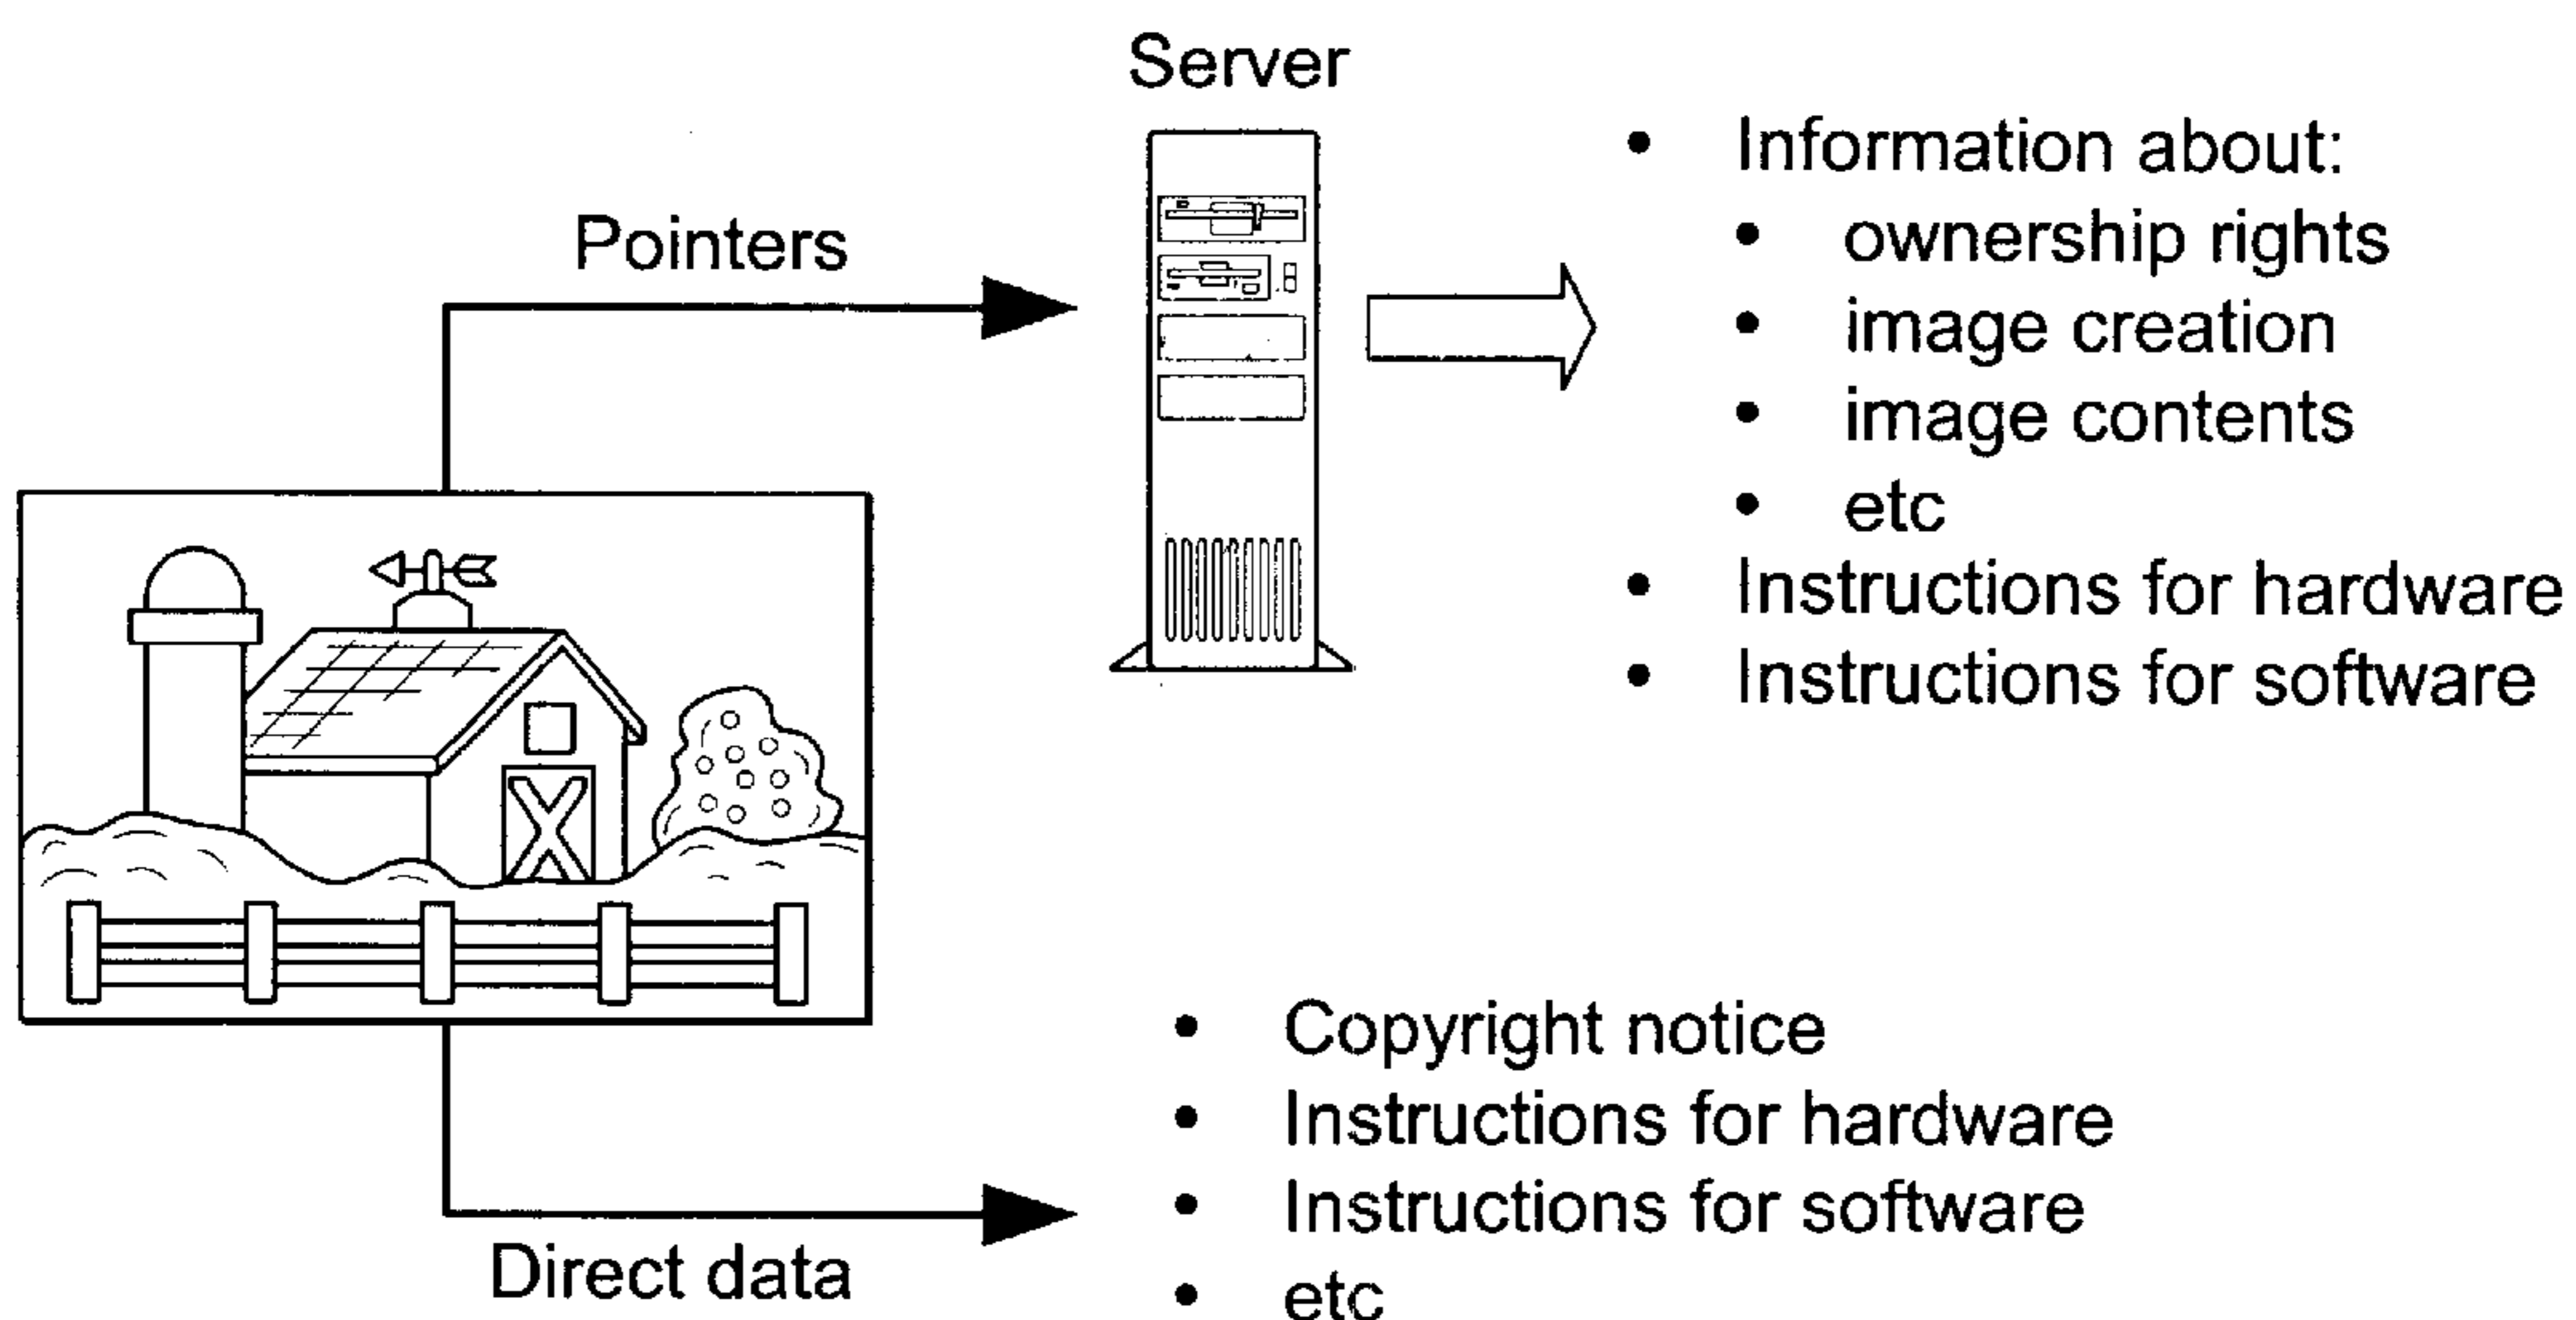 Server
Pointers
• Information about:
• ownership rights
• image creation
• image contents
• etc
• Instructions for hardware
• Instructions for software
Direct data
• Copyright notice
• Instructions for hardware
• Instructions for software
• etc